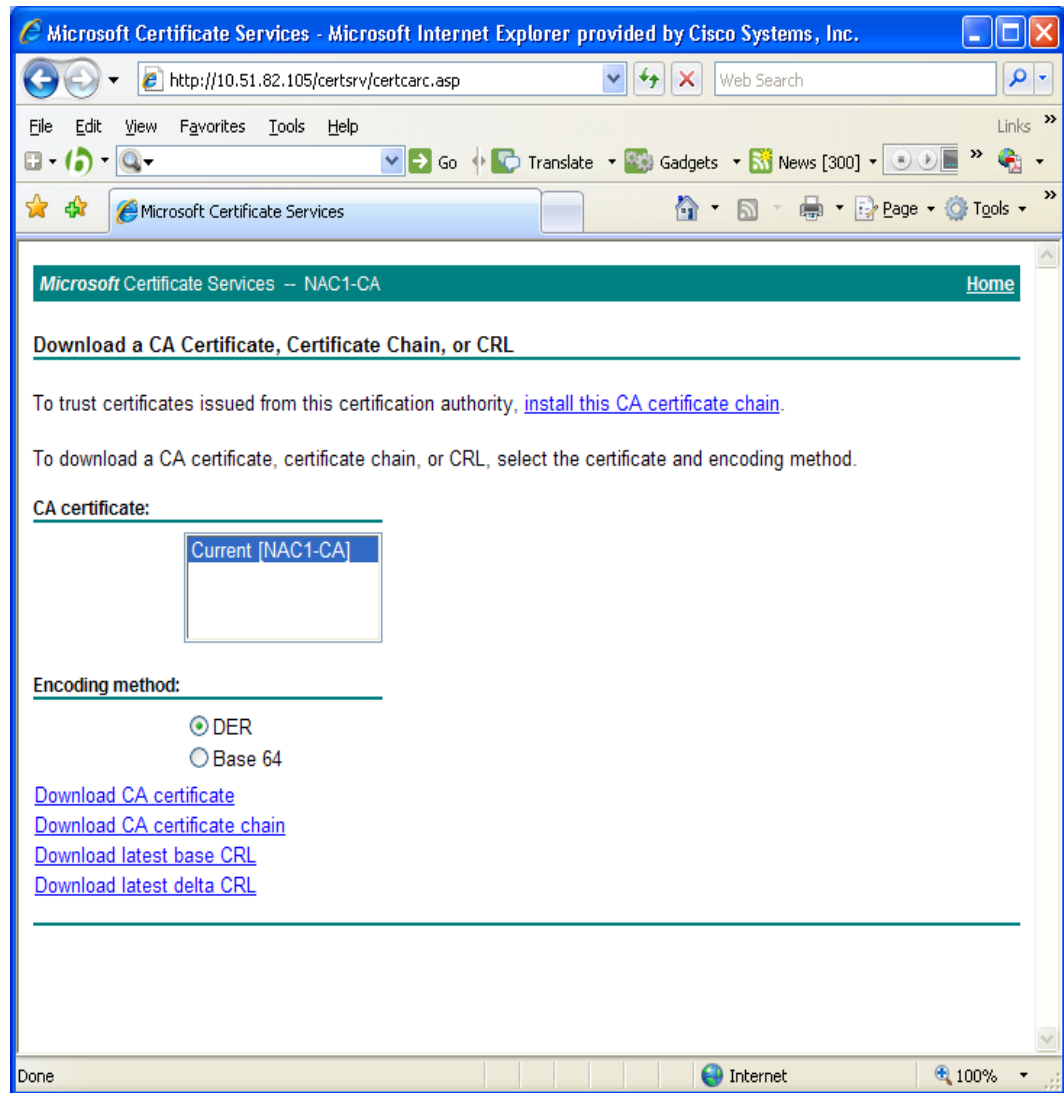 Microsoft Certificate Services - Microsoft Internet Explorer provided by Cisco Systems, Inc.
http://10.51.82.105/certsrv/certcarc.asp
Web Search
File Edit View Favorites Tools Help
Links
Go Translate Gadgets News [300]
Microsoft Certificate Services
Page Tools
Microsoft Certificate Services -- NAC1-CA
Home
Download a CA Certificate, Certificate Chain, or CRL
To trust certificates issued from this certification authority, install this CA certificate chain.
To download a CA certificate, certificate chain, or CRL, select the certificate and encoding method.
CA certificate:
Current [NAC1-CA]
Encoding method:
DER
Base 64
Download CA certificate
Download CA certificate chain
Download latest base CRL
Download latest delta CRL
Done
Internet
100%